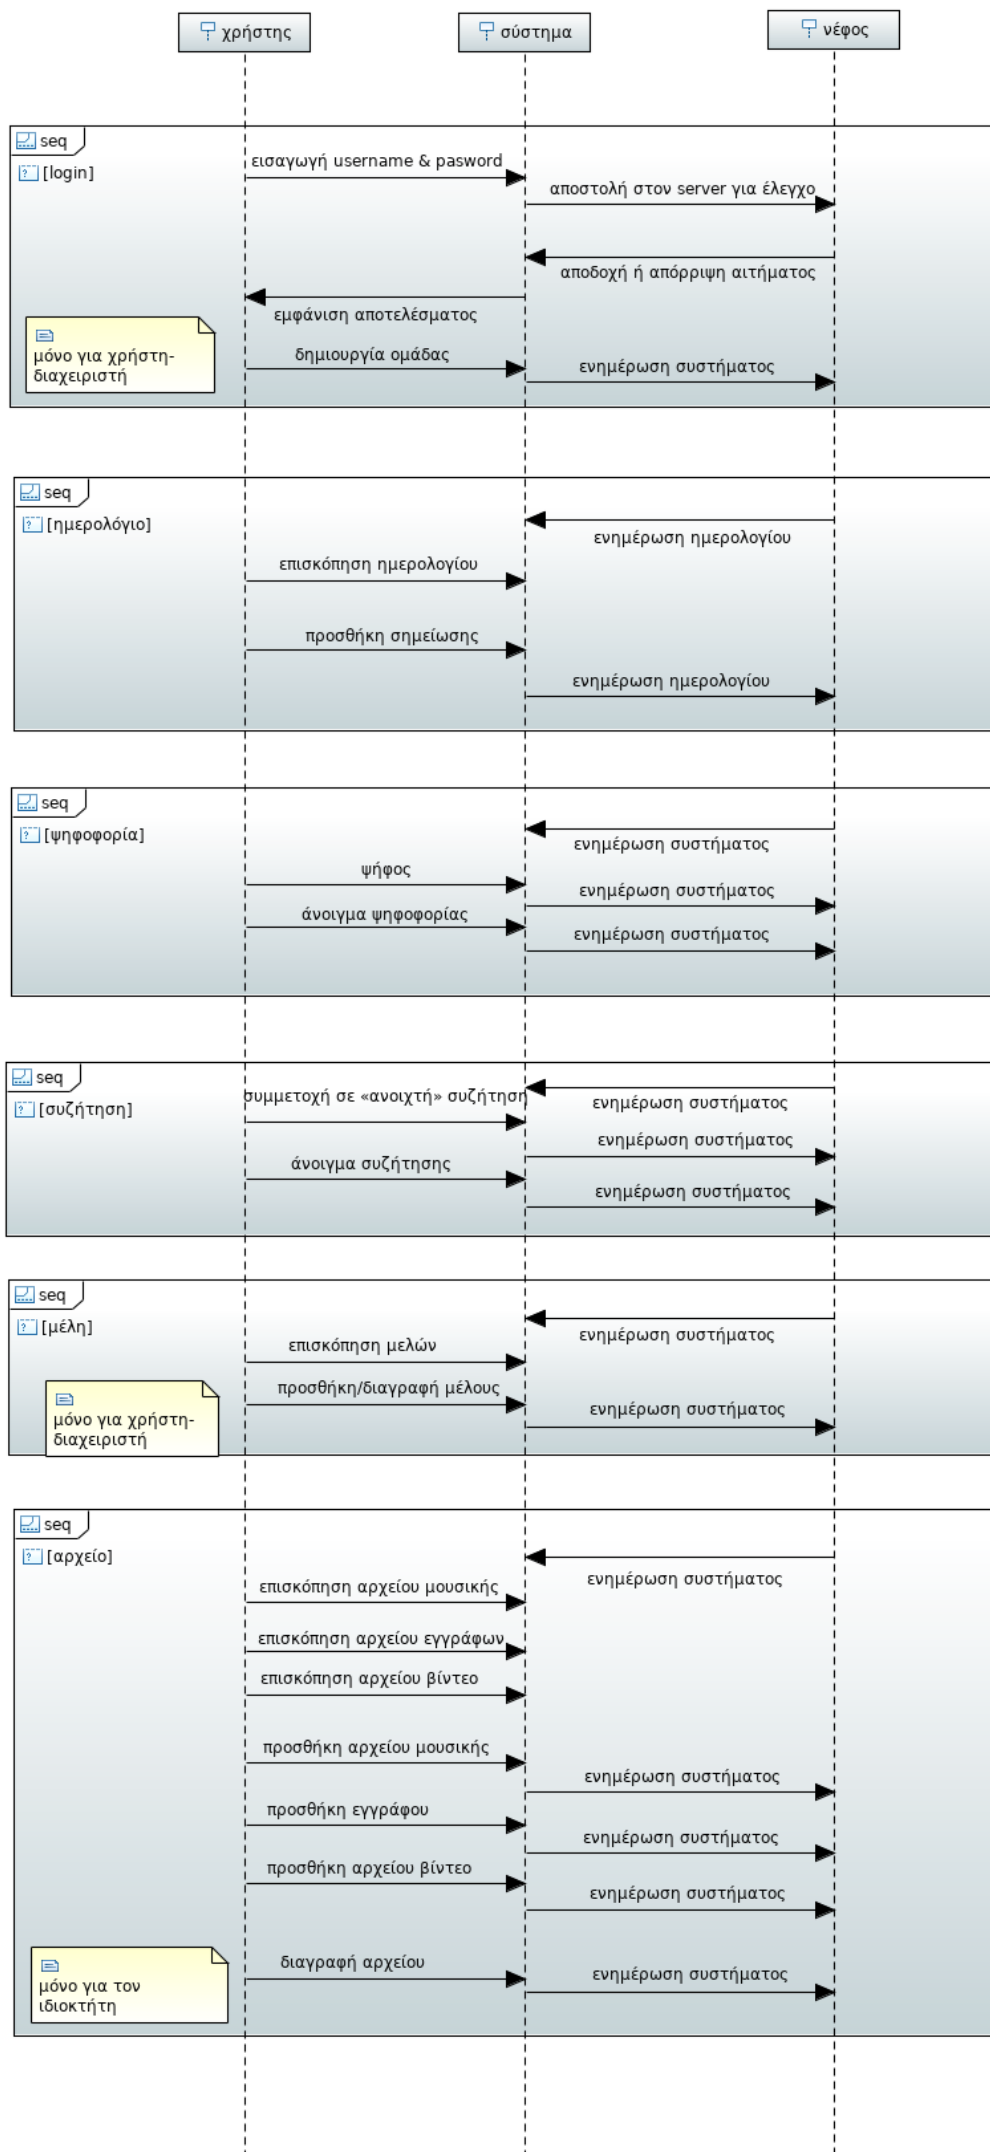 χρήστης
σύστημα
νέφος
seq
[login]
εισαγωγή username & pasword
αποστολή στον server για έλεγχο
αποδοχή ή απόρριψη αιτήματος
εμφάνιση αποτελέσματος
μόνο για χρήστη-
διαχειριστή
δημιουργία ομάδας
ενημέρωση συστήματος
seq
[ημερολόγιο]
ενημέρωση ημερολογίου
επισκόπηση ημερολογίου
προσθήκη σημείωσης
ενημέρωση ημερολογίου
seq
[ψηφοφορία]
ενημέρωση συστήματος
ψήφος
ενημέρωση συστήματος
άνοιγμα ψηφοφορίας
ενημέρωση συστήματος
seq
συμμετοχή σε «ανοιχτή» συζήτηση
[συζήτηση]
ενημέρωση συστήματος
ενημέρωση συστήματος
άνοιγμα συζήτησης
ενημέρωση συστήματος
seq
[μέλη]
ενημέρωση συστήματος
επισκόπηση μελών
προσθήκη/διαγραφή μέλους
ενημέρωση συστήματος
μόνο για χρήστη-
διαχειριστή
seq
[αρχείο]
ενημέρωση συστήματος
επισκόπηση αρχείου μουσικής
επισκόπηση αρχείου εγγράφων
επισκόπηση αρχείου βίντεο
προσθήκη αρχείου μουσικής
ενημέρωση συστήματος
προσθήκη εγγράφου
ενημέρωση συστήματος
προσθήκη αρχείου βίντεο
ενημέρωση συστήματος
διαγραφή αρχείου
ενημέρωση συστήματος
μόνο για τον
ιδιοκτήτη